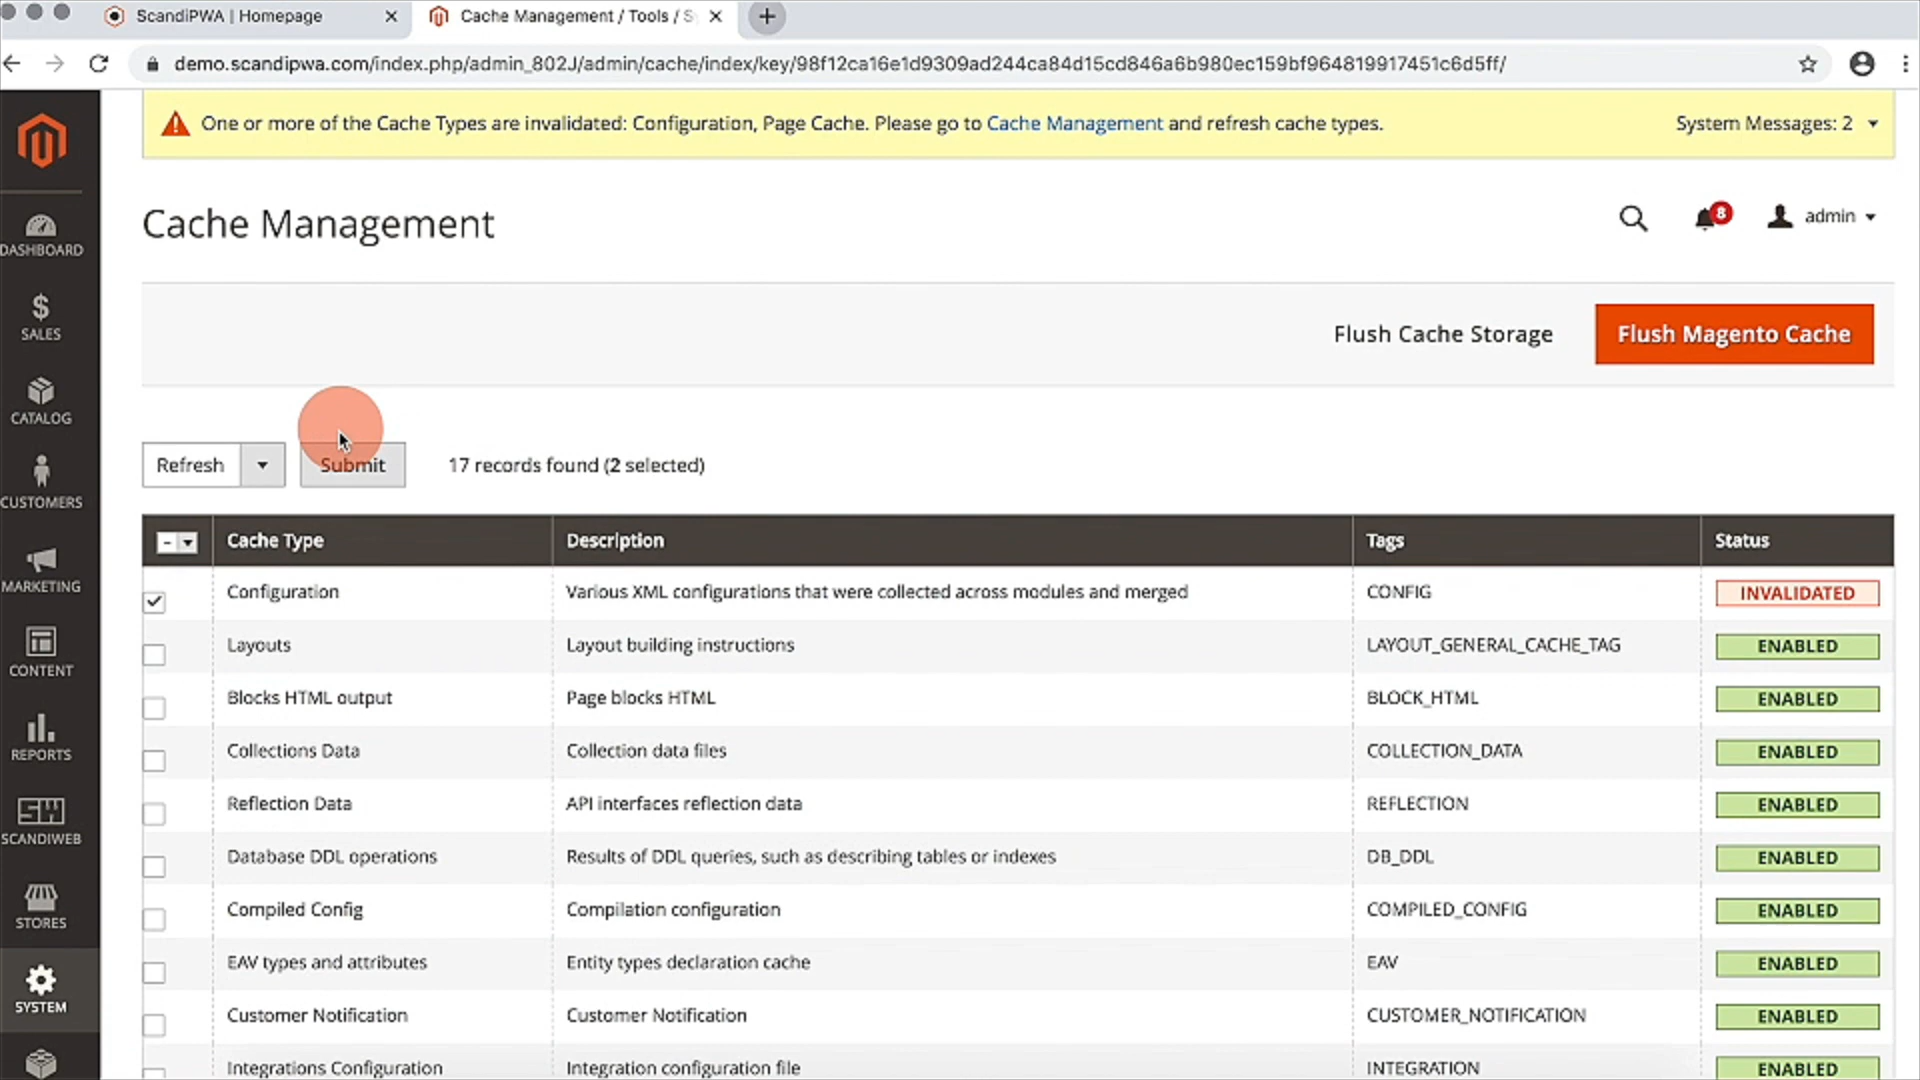 ScandiPWA | Homepage
Cache Management / Tools / S
demo.scandipwa.com/index.php/admin_802J/admin/cache/index/key/98f12ca16e1d9309ad244ca84d15cd846a6b980ec159bf964819917451c6d5ff/
One or more of the Cache Types are invalidated: Configuration, Page Cache. Please go to Cache Management and refresh cache types.
System Messages: 2
Cache Management
8
admin
DASHBOARD
SALES
CATALOG
CUSTOMERS
MARKETING
CONTENT
REPORTS
SCANDIWEB
STORES
SYSTEM
Flush Cache Storage
Flush Magento Cache
Refresh
Submit
17 records found (2 selected)
Cache Type Description Tags Status
Configuration Various XML configurations that were collected across modules and merged CONFIG INVALIDATED
Layouts Layout building instructions LAYOUT_GENERAL_CACHE_TAG ENABLED
Blocks HTML output Page blocks HTML BLOCK_HTML ENABLED
Collections Data Collection data files COLLECTION_DATA ENABLED
Reflection Data API interfaces reflection data REFLECTION ENABLED
Database DDL operations Results of DDL queries, such as describing tables or indexes DB_DDL ENABLED
Compiled Config Compilation configuration COMPILED_CONFIG ENABLED
EAV types and attributes Entity types declaration cache EAV ENABLED
Customer Notification Customer Notification CUSTOMER_NOTIFICATION ENABLED
Integrations Configuration Integration configuration file INTEGRATION ENABLED